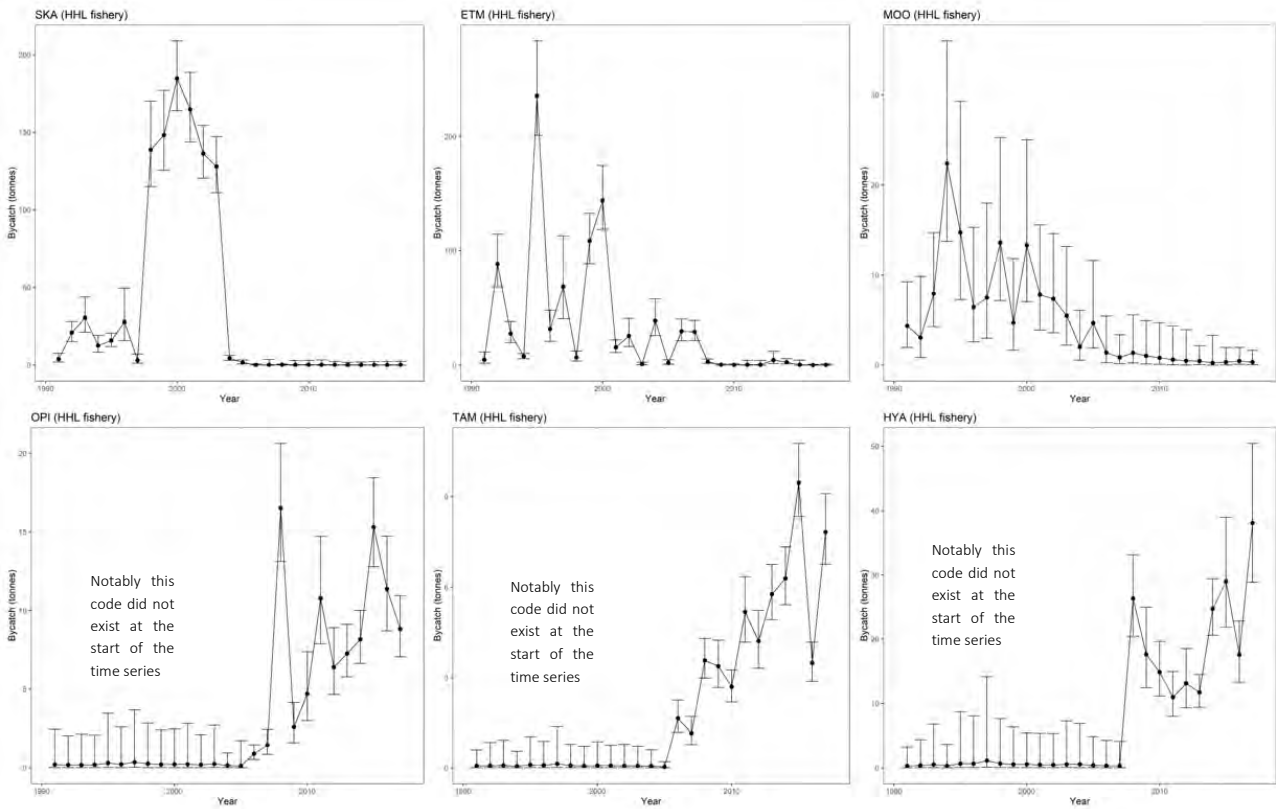 SKA (HHL fishery)
ETM (HHL fishery)
MOO (HHL fishery)
Bycatch (tonnes)
200
150
100
50
0
1990
2000
2010
Year
Bycatch (tonnes)
200
100
0
1990
2000
2010
Year
Bycatch (tonnes)
30
20
10
0
1990
2000
2010
Year
OPI (HHL fishery)
TAM (HHL fishery)
HYA (HHL fishery)
Bycatch (tonnes)
20
15
10
5
0
Notably this
code did not
exist at the
start of the
time series
1990
2000
2010
Year
Bycatch (tonnes)
0
Notably this
code did not
exist at the
start of the
time series
1990
2000
2010
Year
Bycatch (tonnes)
50
40
30
20
10
0
Notably this
code did not
exist at the
start of the
time series
1990
2000
2010
Year